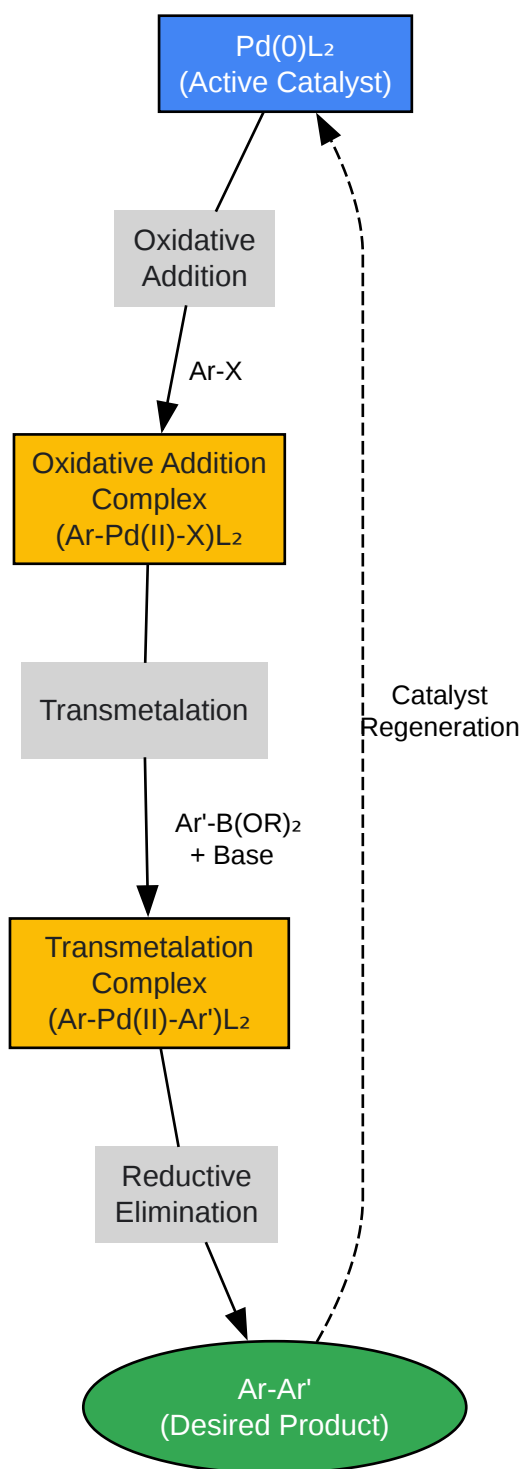 Pd(0)L₂
(Active Catalyst)
Oxidative
Addition
Ar-X
Oxidative Addition
Complex
(Ar-Pd(II)-X)L₂
Transmetalation
Catalyst
Regeneration
Ar'-B(OR)₂
+ Base
Transmetalation
Complex
(Ar-Pd(II)-Ar')L₂
Reductive
Elimination
Ar-Ar'
(Desired Product)